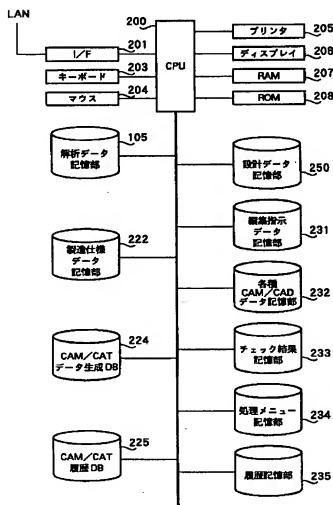 LAN
200
CPU
I/F 201
キーボード 203
マウス 204
プリンタ 205
ディスプレイ 206
RAM 207
ROM 208
解析データ
記憶部
105
設計データ
記憶部
250
製造仕様
データ
記憶部
222
編集指示
データ
記憶部
231
各種
CAM/CAD
データ記憶部
232
CAM/CAT
データ生成DB
224
チェック結果
記憶部
233
処理メニュー
記憶部
234
CAM/CAT
履歴DB
225
履歴記憶部
235